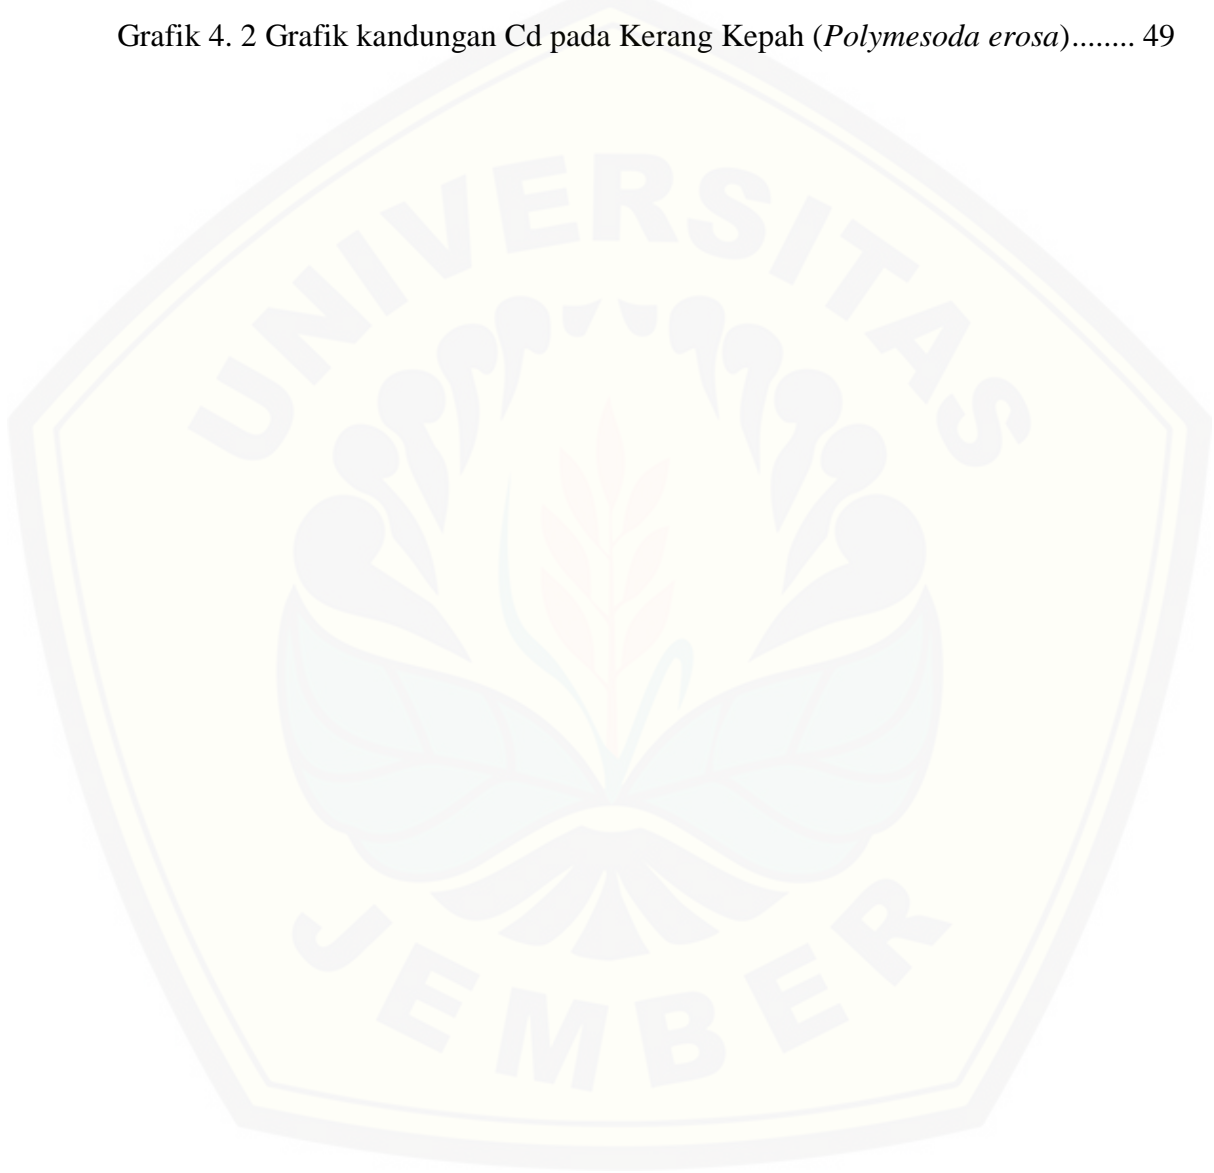 Grafik 4. 2 Grafik kandungan Cd pada Kerang Kepah (Polymesoda erosa)........ 49
UNIVERSITAS
JEMBER